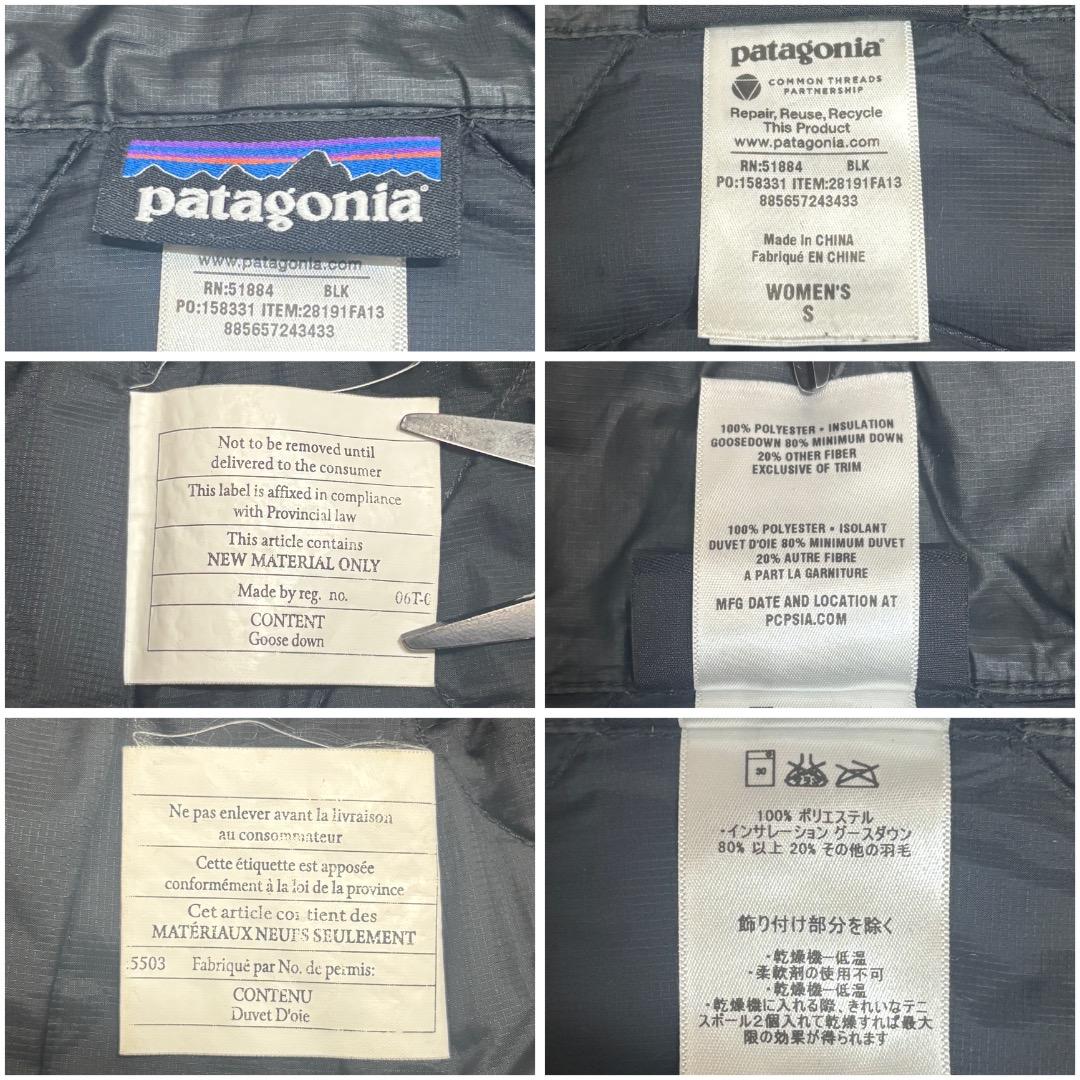 patagonia®
www.patagonia.com
RN:51884 BLK
PO:158331 ITEM:28191FA13
885657243433
patagonia®
COMMON THREADS
PARTNERSHIP
Repair, Reuse, Recycle
This Product
www.patagonia.com
RN:51884 BLK
PO:158331 ITEM:28191FA13
885657243433
Made in CHINA
Fabriqué EN CHINE
WOMEN'S
S
Not to be removed until
delivered to the consumer
This label is affixed in compliance
with Provincial law
This article contains
NEW MATERIAL ONLY
Made by reg. no. 06T-
CONTENT
Goose down
100% POLYESTER • INSULATION
GOOSEDOWN 80% MINIMUM DOWN
20% OTHER FIBER
EXCLUSIVE OF TRIM
100% POLYESTER • ISOLANT
DUVET D'OIE 80% MINIMUM DUVET
20% AUTRE FIBRE
A PART LA GARNITURE
MFG DATE AND LOCATION AT
PCPSIA.COM
Ne pas enlever avant la livraison
au consommateur
Cette étiquette est apposée
conformément à la loi de la province
Cet article contient des
MATÉRIAUX NEUFS SEULEMENT
5503 Fabriqué par No. de permis:
CONTENU
Duvet D'oie
30
100% ポリエステル
・インサレーション グースダウン
80% 以上 20% その他の羽毛
飾り付け部分を除く
・乾燥機ー低温
・柔軟剤の使用不可
・乾燥機ー低温
・乾燥機に入れる際、きれいなテニ
スボール2個入れて乾燥すれば最大
限の効果が得られます